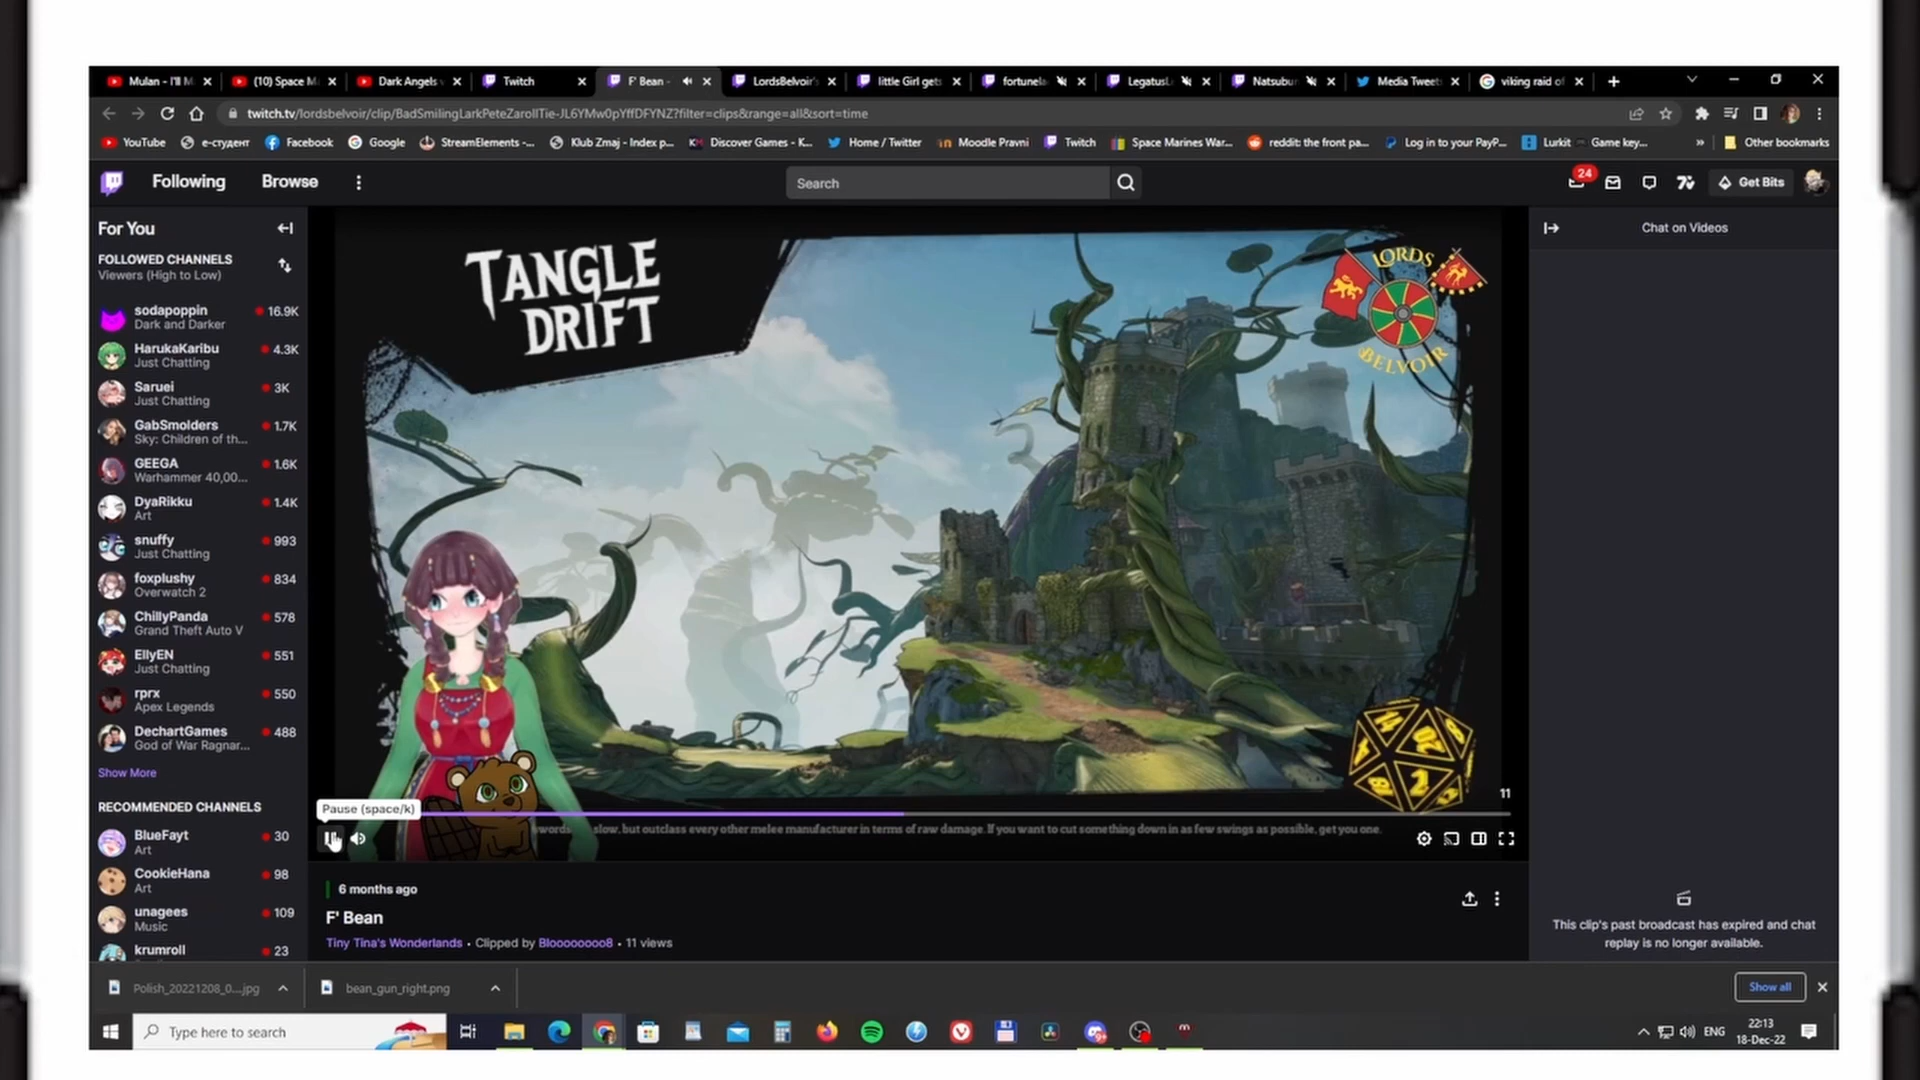 Mulan - I'll M
(10) Space M
Dark Angels v
Twitch
F' Bean -
LordsBelvoir's
little Girl gets
fortunela
LegatusL
Natsubur
Media Tweets
viking raid of
twitch.tv/lordsbelvoir/clip/BadSmilingLarkPeteZarollTie-JL6YMw0pYffDFYNZ?filter=clips&range=all&sort=time
YouTube
е-студент
Facebook
Google
StreamElements -...
Klub Zmaj - Index p...
Discover Games - K...
Home / Twitter
Moodle Pravni
Twitch
Space Marines War...
reddit: the front pa...
Log in to your PayP...
Lurkit
Game key...
»
Other bookmarks
Following
Browse
Search
24
Get Bits
For You
FOLLOWED CHANNELS
Viewers (High to Low)
sodapoppin
16.9K
Dark and Darker
HarukaKaribu
4.3K
Just Chatting
Saruei
3K
Just Chatting
GabSmolders
1.7K
Sky: Children of th...
GEEGA
1.6K
Warhammer 40,00...
DyaRikku
1.4K
Art
snuffy
993
Just Chatting
foxplushy
834
Overwatch 2
ChillyPanda
578
Grand Theft Auto V
EllyEN
551
Just Chatting
rprx
550
Apex Legends
DechartGames
488
God of War Ragnar...
Show More
RECOMMENDED CHANNELS
BlueFayt
30
Art
CookieHana
98
Art
unagees
109
Music
krumroll
23
TANGLE
DRIFT
LORDS
BELVOIR
14
8
20
4
2
Pause (space/k)
11
swords slow, but outclass every other melee manufacturer in terms of raw damage. If you want to cut something down in as few swings as possible, get you one.
6 months ago
F' Bean
Tiny Tina's Wonderlands • Clipped by Bloooooooo8 • 11 views
Chat on Videos
This clip's past broadcast has expired and chat
replay is no longer available.
Polish_20221208_0....jpg
bean_gun_right.png
Show all
Type here to search
ENG
22:13
18-Dec-22